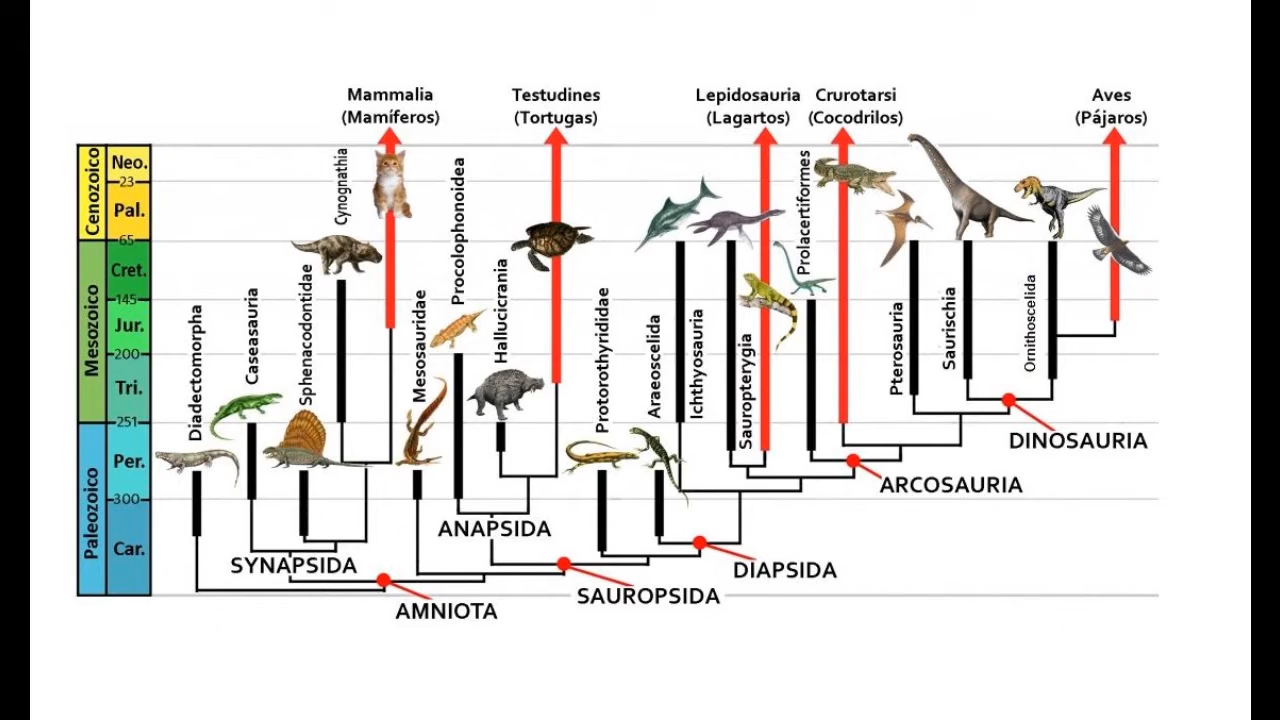 Mammalia
(Mamíferos)
Testudines
(Tortugas)
Lepidosauria
(Lagartos)
Crurotarsi
(Cocodrilos)
Aves
(Pájaros)
Cenozoico
Neo.
23
Pal.
65
Mesozoico
Cret.
145
Jur.
200
Tri.
251
Paleozoico
Per.
300
Car.
Diadectomorpha
Caseasauria
Sphenacodontidae
Cynognathia
Mesosauridae
Procolophonoidea
Hallucicrania
Protorothyrididae
Araeoscelida
Ichthyosauria
Sauropterygia
Prolacertiformes
Pterosauria
Saurischia
Ornithoscelida
DINOSAURIA
ARCOSAURIA
ANAPSIDA
SYNAPSIDA
DIAPSIDA
SAUROPSIDA
AMNIOTA